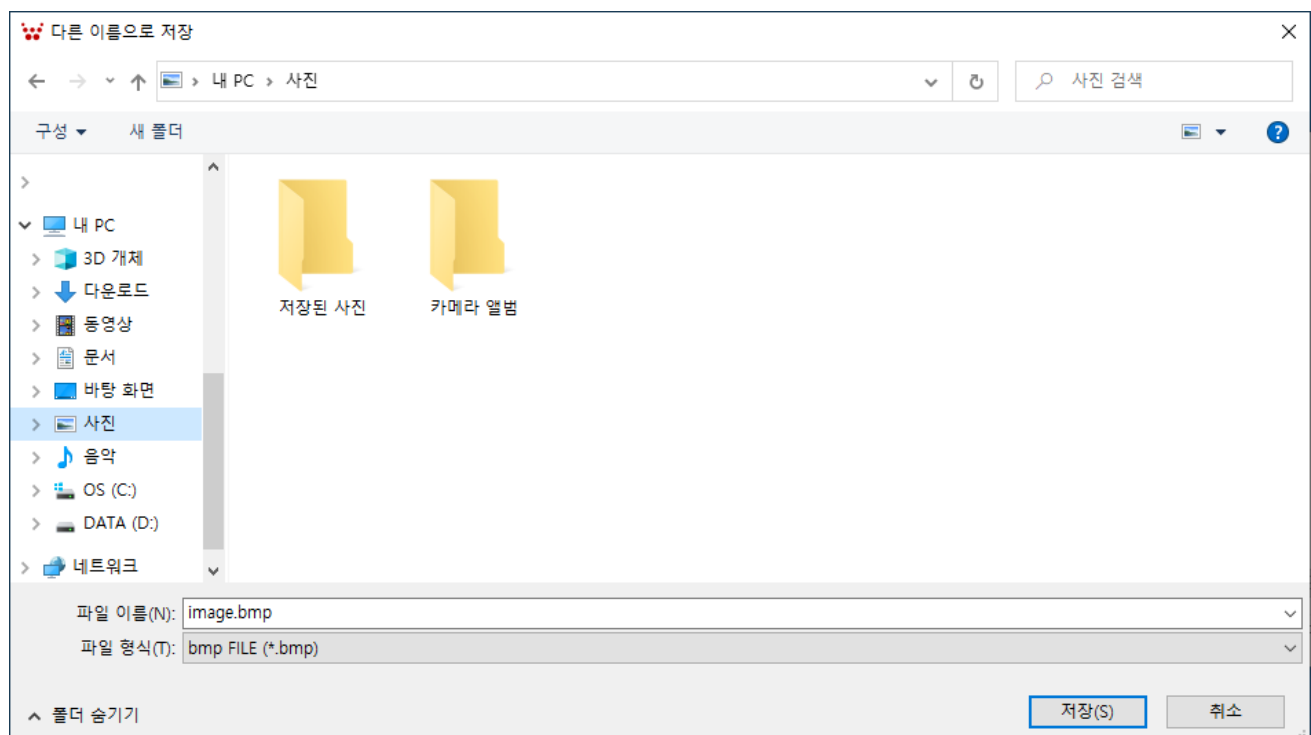 다른 이름으로 저장
내 PC > 사진
사진 검색
구성 새 폴더
내 PC
3D 개체
다운로드
동영상
문서
바탕 화면
사진
음악
OS (C:)
DATA (D:)
네트워크
저장된 사진
카메라 앨범
파일 이름(N): image.bmp
파일 형식(T): bmp FILE (*.bmp)
폴더 숨기기
저장(S) 취소